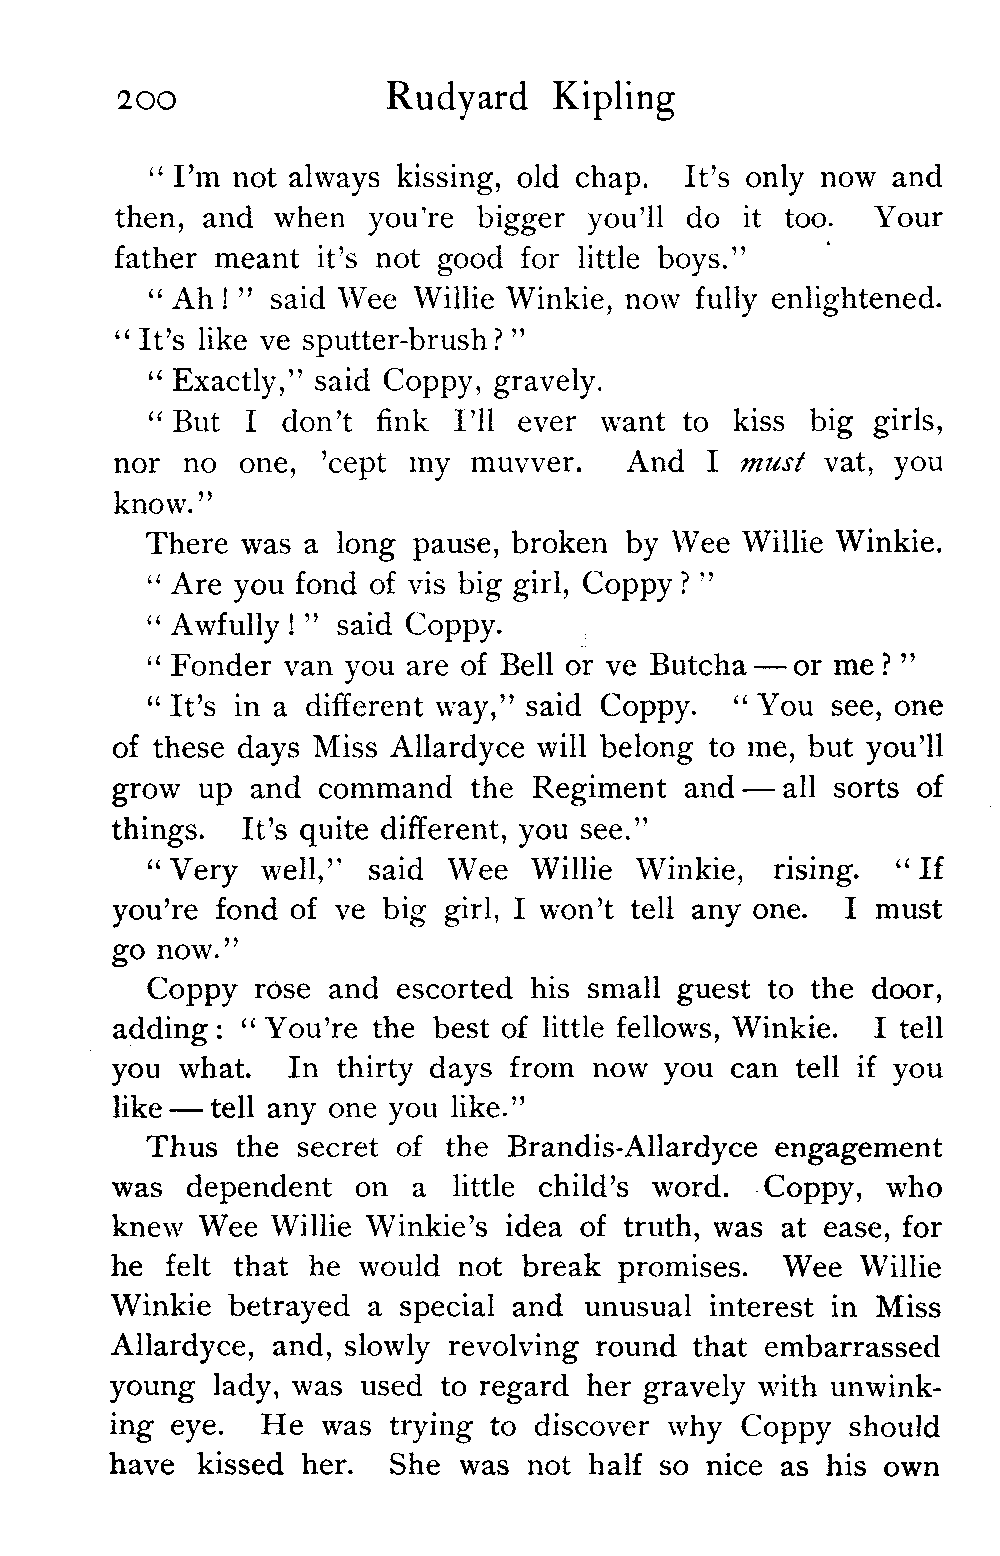 200 Rudyard Kipling
“ I’m not always kissing, old chap. It’s only now and
then, and when you’re bigger you’ll do it too. Your
father meant it’s not good for little boys.”
“ Ah ! ” said Wee Willie Winkie, now fully enlightened.
“ It’s like ve sputter-brush ? ”
“ Exactly,” said Coppy, gravely.
“ But I don’t fink I’ll ever want to kiss big girls,
nor no one, ’cept my muvver. And I must vat, you
know.”
There was a long pause, broken by Wee Willie Winkie.
“ Are you fond of vis big girl, Coppy ? ”
“ Awfully ! ” said Coppy.
“ Fonder van you are of Bell or ve Butcha — or me ? ”
“ It’s in a different way,” said Coppy. “ You see, one
of these days Miss Allardyce will belong to me, but you’ll
grow up and command the Regiment and — all sorts of
things. It’s quite different, you see.”
“ Very well,” said Wee Willie Winkie, rising. “ If
you’re fond of ve big girl, I won’t tell any one. I must
go now.”
Coppy rose and escorted his small guest to the door,
adding : “ You’re the best of little fellows, Winkie. I tell
you what. In thirty days from now you can tell if you
like — tell any one you like.”
Thus the secret of the Brandis-Allardyce engagement
was dependent on a little child’s word. Coppy, who
knew Wee Willie Winkie’s idea of truth, was at ease, for
he felt that he would not break promises. Wee Willie
Winkie betrayed a special and unusual interest in Miss
Allardyce, and, slowly revolving round that embarrassed
young lady, was used to regard her gravely with unwink-
ing eye. He was trying to discover why Coppy should
have kissed her. She was not half so nice as his own